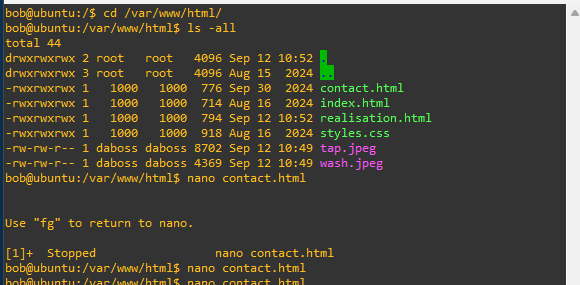 bob@ubuntu:/$ cd /var/www/html/
bob@ubuntu:/var/www/html$ ls -all
total 44
drwxrwxrwx 2 root   root   4096 Sep 12 10:52 .
drwxrwxrwx 3 root   root   4096 Aug 15  2024 ..
-rwxrwxrwx 1   1000   1000  776 Sep 30  2024 contact.html
-rwxrwxrwx 1   1000   1000  714 Aug 16  2024 index.html
-rwxrwxrwx 1   1000   1000  794 Sep 12 10:52 realisation.html
-rwxrwxrwx 1   1000   1000  918 Aug 16  2024 styles.css
-rw-rw-r-- 1 daboss daboss 8702 Sep 12 10:49 tap.jpeg
-rw-rw-r-- 1 daboss daboss 4369 Sep 12 10:49 wash.jpeg
bob@ubuntu:/var/www/html$ nano contact.html
Use "fg" to return to nano.
[1]+  Stopped                 nano contact.html
bob@ubuntu:/var/www/html$ nano contact.html
bob@ubuntu:/var/www/html$ nano contact.html